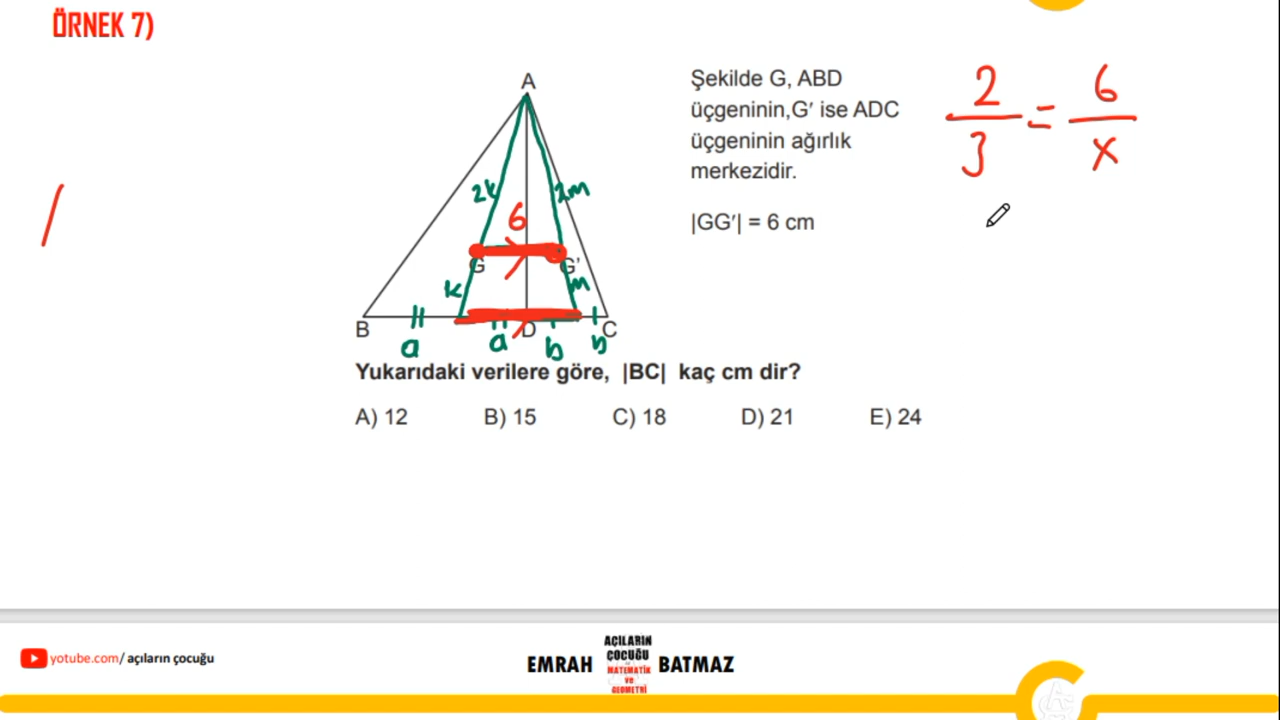 ÖRNEK 7)
A
2k
2m
6
G
G'
k
m
B
D
C
a
a
b
b
Şekilde G, ABD
üçgeninin,G′ ise ADC
üçgeninin ağırlık
merkezidir.
|GG′| = 6 cm
2/3 = 6/x
Yukarıdaki verilere göre, |BC| kaç cm dir?
A) 12 B) 15 C) 18 D) 21 E) 24
yotube.com/ açıların çocuğu
EMRAH
AÇILARIN
ÇOCUĞU
MATEMATİK
ve
GEOMETRİ
BATMAZ